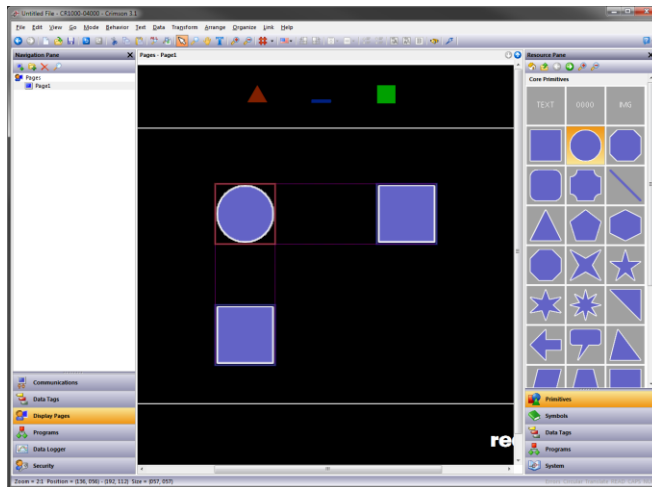 Untitled File - CR1000-04000 - Crimson 3.1
File Edit View Go Mode Behavior Text Data Transform Arrange Organize Link Help
Navigation Pane
Pages - Page1
Resource Pane
Pages
Page1
Core Primitives
TEXT 0000 IMG
Communications
Data Tags
Display Pages
Programs
Data Logger
Security
Primitives
Symbols
Data Tags
Programs
System
Zoom = 2:1 Position = (136, 056) - (192, 112) Size = (057, 057)